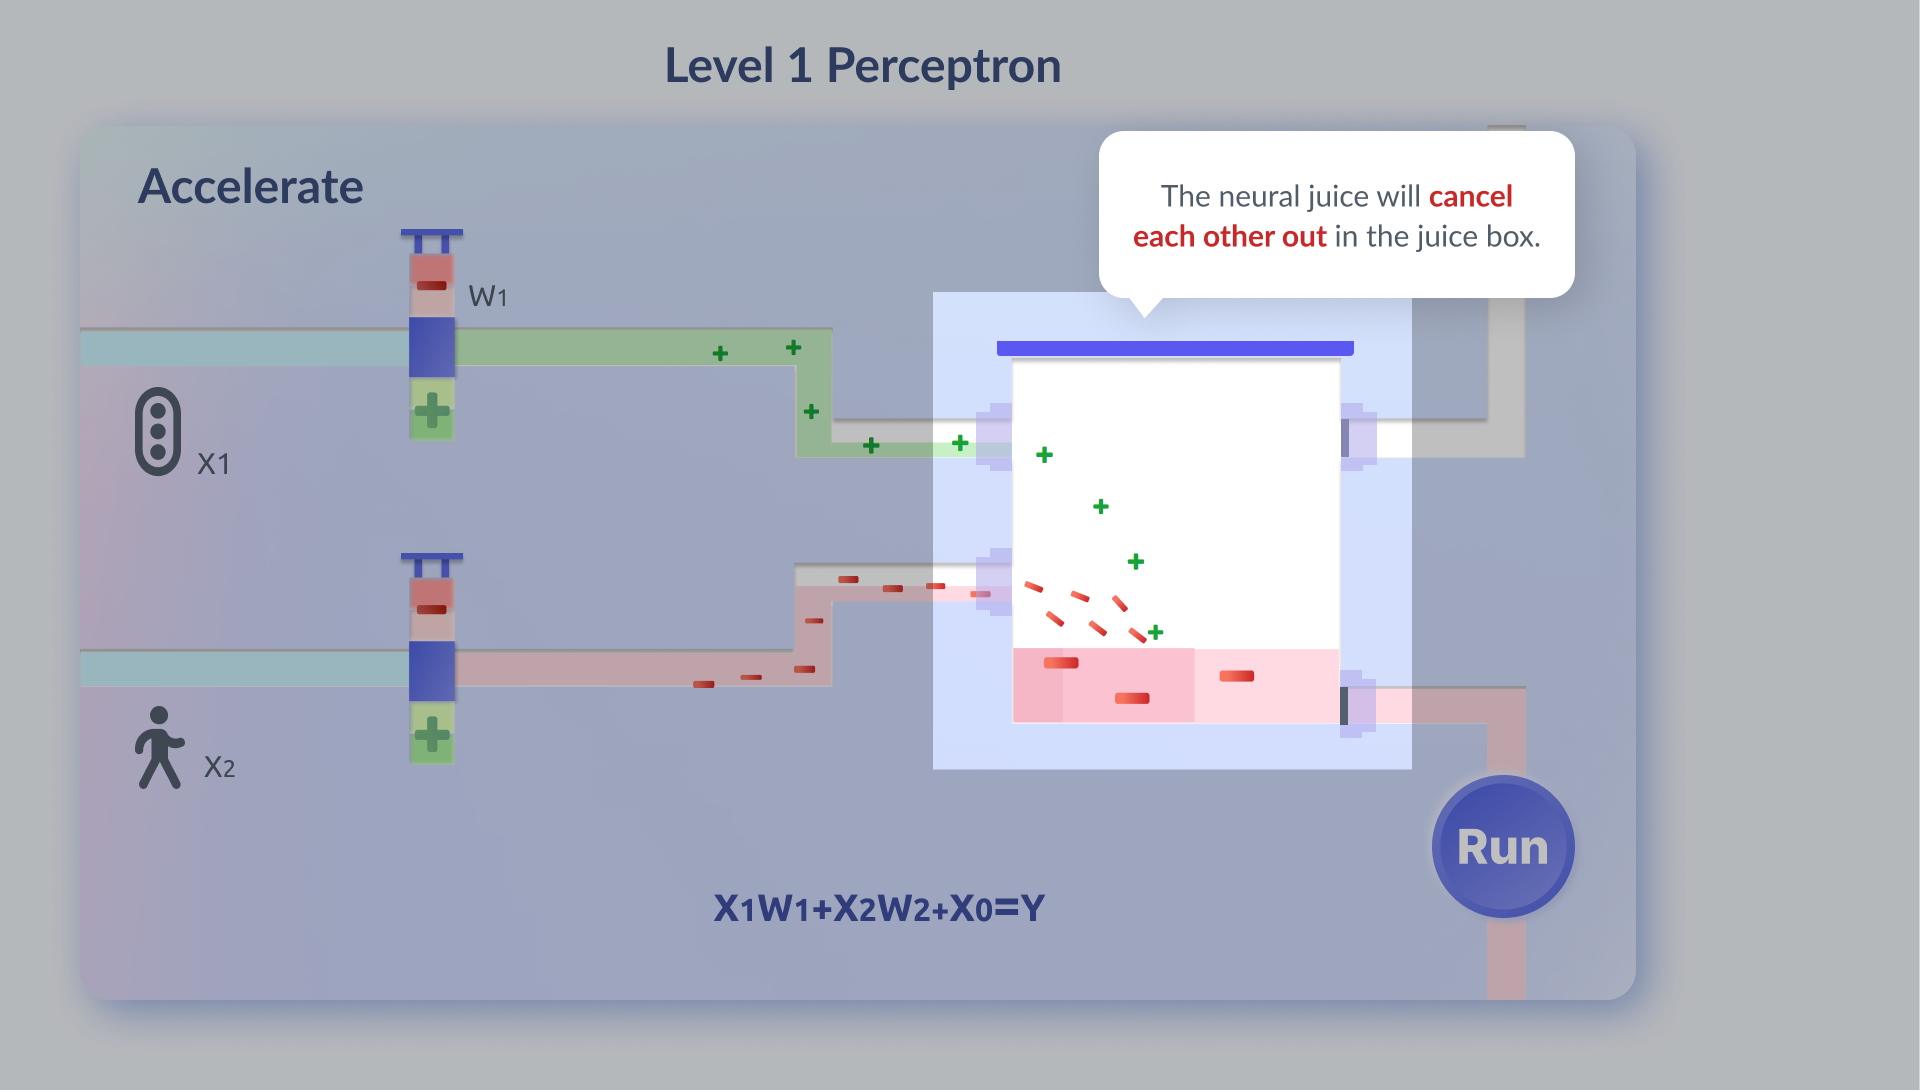 Level 1 Perceptron
Accelerate
The neural juice will cancel
each other out in the juice box.
W1
X1
X2
Run
X1W1+X2W2+X0=Y